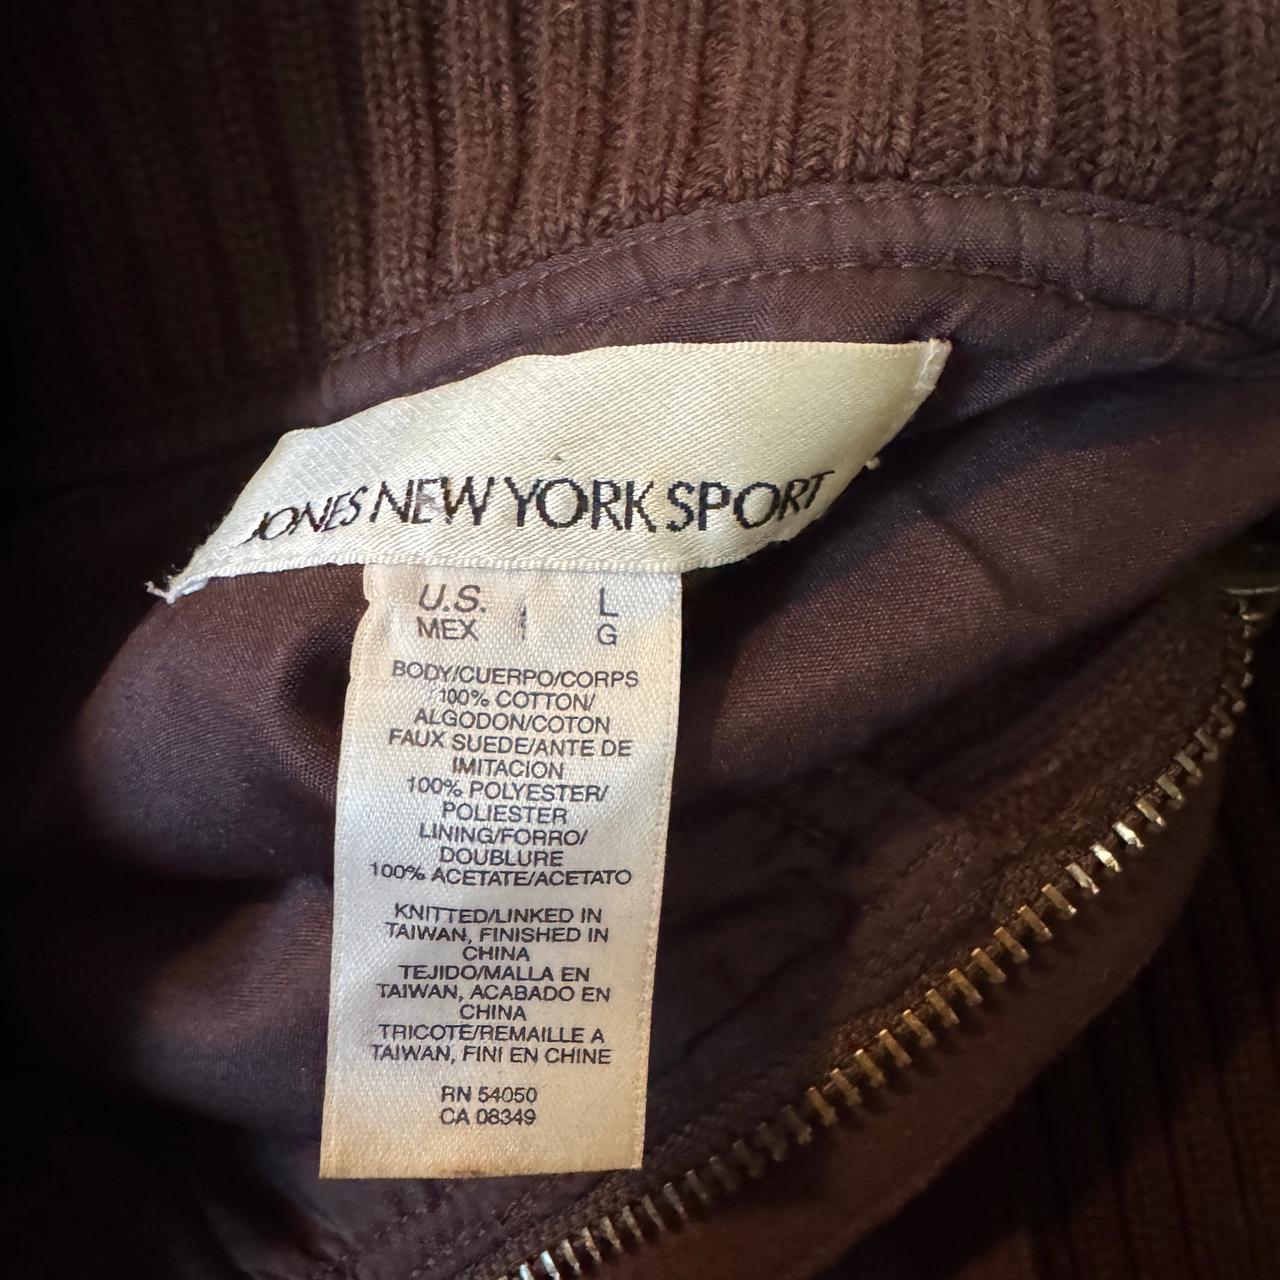 JONES NEW YORK SPORT
U.S. L
MEX G
BODY/CUERPO/CORPS
100% COTTON/
ALGODON/COTON
FAUX SUEDE/ANTE DE
IMITACION
100% POLYESTER/
POLIESTER
LINING/FORRO/
DOUBLURE
100% ACETATE/ACETATO
KNITTED/LINKED IN
TAIWAN, FINISHED IN
CHINA
TEJIDO/MALLA EN
TAIWAN, ACABADO EN
CHINA
TRICOTÉ/REMAILLE A
TAIWAN, FINI EN CHINE
RN 54050
CA 08349